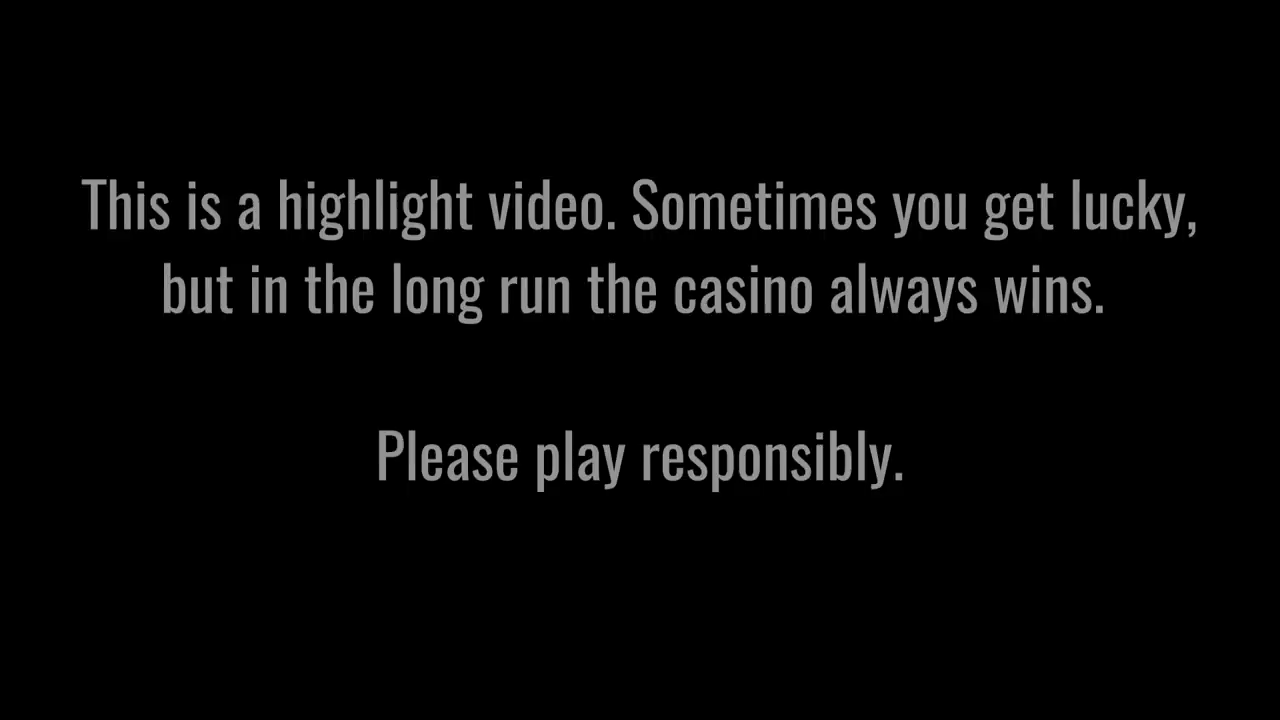 This is a highlight video. Sometimes you get lucky,
but in the long run the casino always wins.
Please play responsibly.